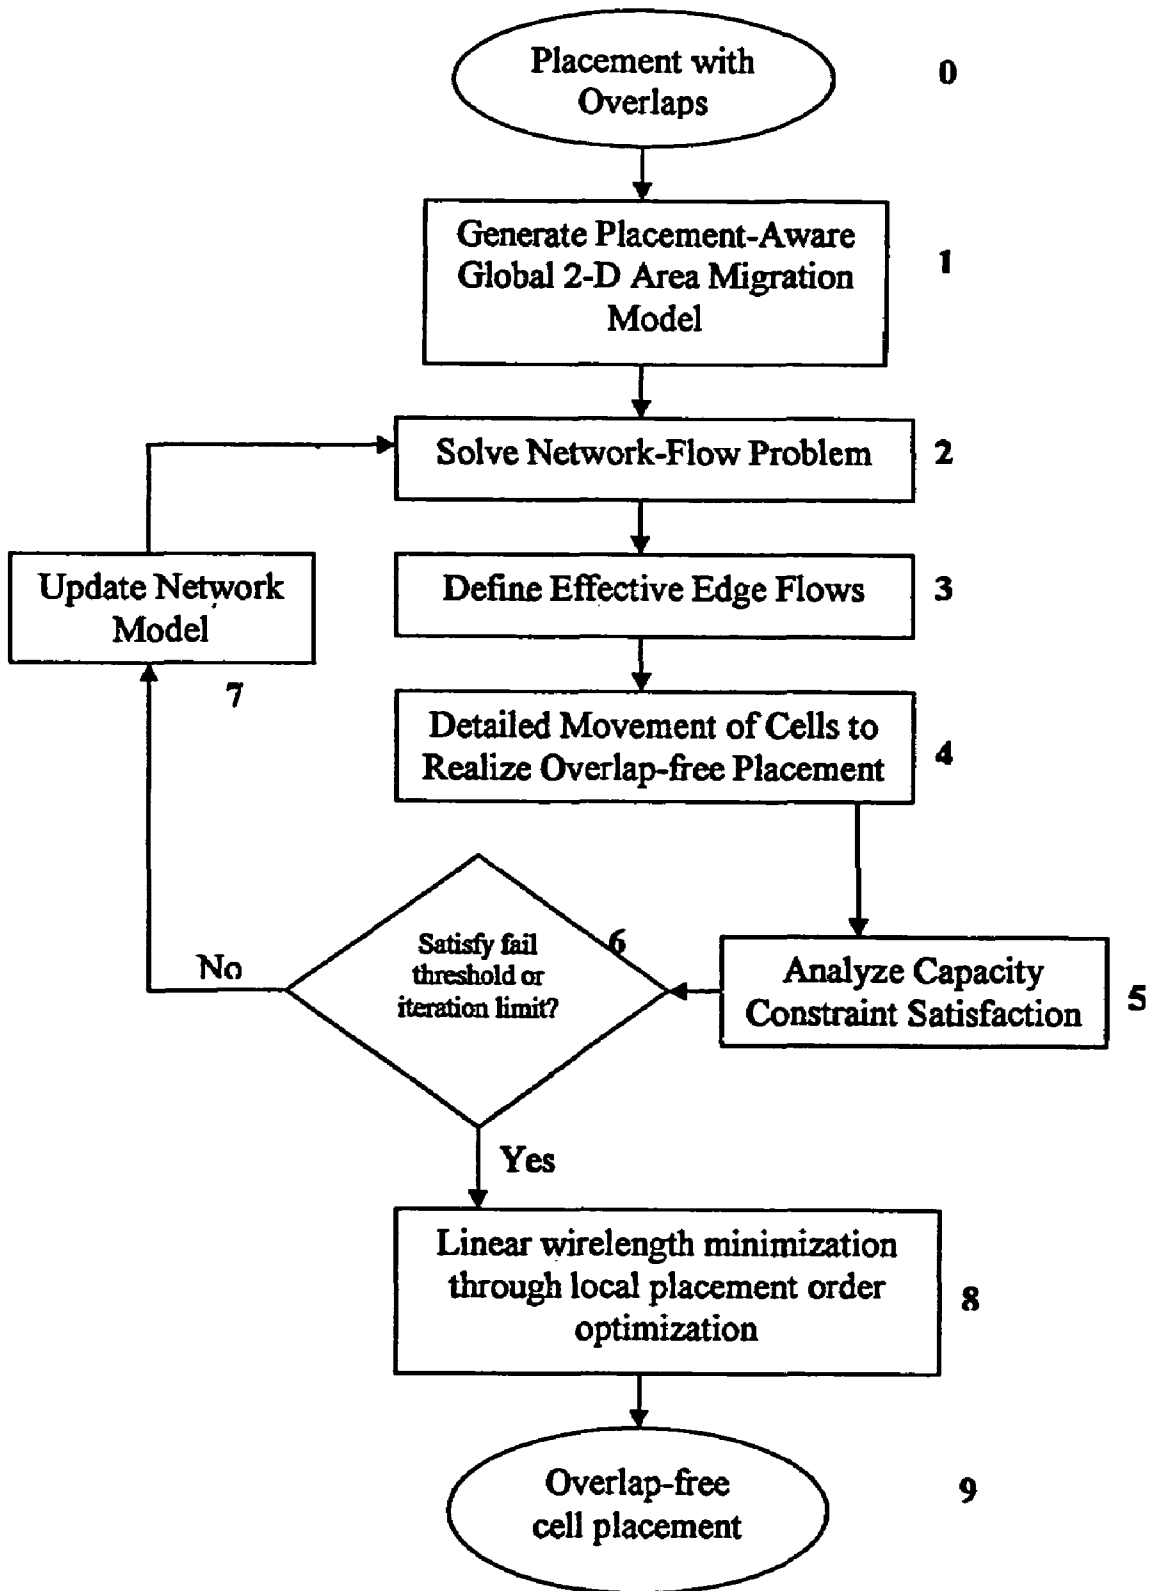 Placement with
Overlaps
0
Generate Placement-Aware
Global 2-D Area Migration
Model
1
Solve Network-Flow Problem
2
Define Effective Edge Flows
3
Update Network
Model
7
Detailed Movement of Cells to
Realize Overlap-free Placement
4
Satisfy fail
threshold or
iteration limit?
6
No
Analyze Capacity
Constraint Satisfaction
5
Yes
Linear wirelength minimization
through local placement order
optimization
8
Overlap-free
cell placement
9